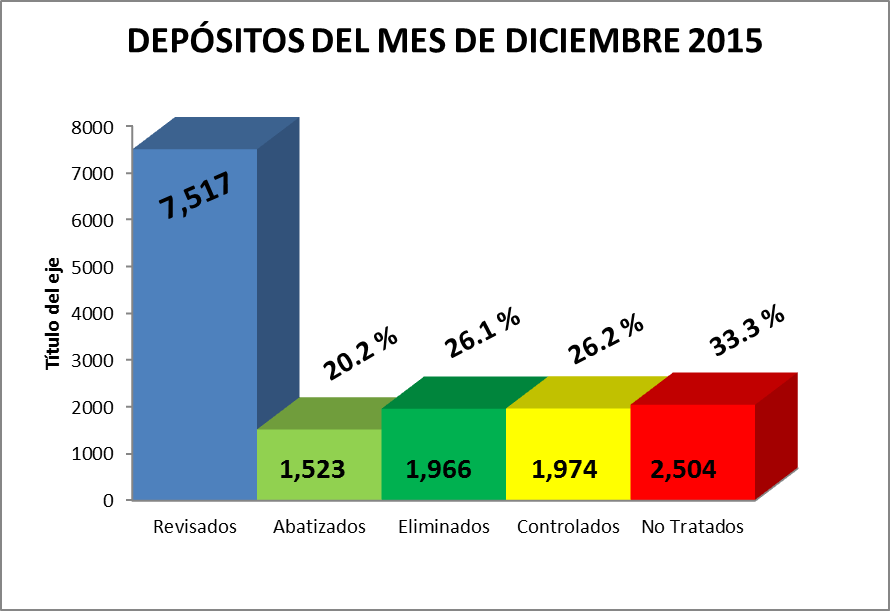 DEPÓSITOS DEL MES DE DICIEMBRE 2015
8000
7000
6000
5000
4000
3000
2000
1000
0
Título del eje
7,517
20.2 %
26.1 %
26.2 %
33.3 %
1,523
1,966
1,974
2,504
Revisados
Abatizados
Eliminados
Controlados
No Tratados